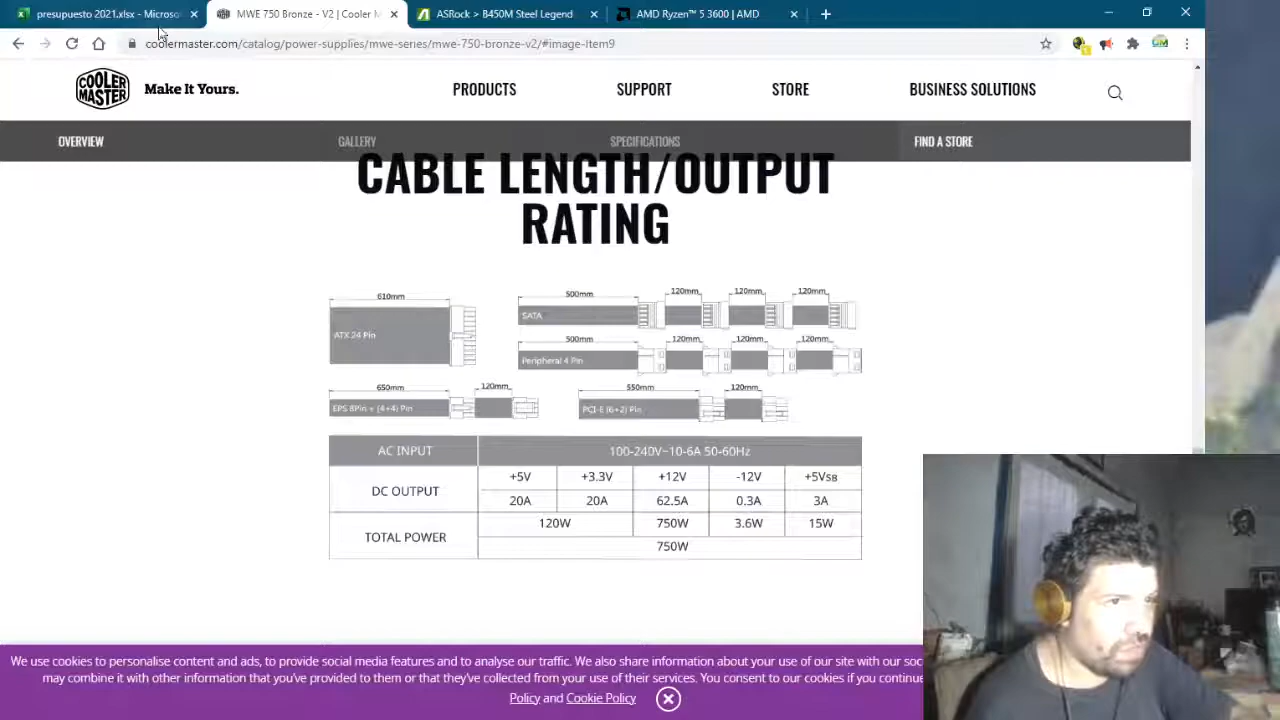 presupuesto 2021.xlsx - Microso
MWE 750 Bronze - V2 | Cooler M
ASRock > B450M Steel Legend
AMD Ryzen™ 5 3600 | AMD
coolermaster.com/catalog/power-supplies/mwe-series/mwe-750-bronze-v2/#image-item9
COOLER MASTER
Make It Yours.
PRODUCTS
SUPPORT
STORE
BUSINESS SOLUTIONS
OVERVIEW
GALLERY
SPECIFICATIONS
FIND A STORE
CABLE LENGTH/OUTPUT
RATING
610mm
ATX 24 Pin
500mm 120mm 120mm 120mm
SATA
500mm 120mm 120mm 120mm
Peripheral 4 Pin
650mm 120mm
EPS 8Pin x (4+4) Pin
550mm 120mm
PCI-E (6+2) Pin
AC INPUT 100-240V~10-6A 50-60Hz
DC OUTPUT
+5V +3.3V +12V -12V +5VSB
20A 20A 62.5A 0.3A 3A
TOTAL POWER
120W 750W 3.6W 15W
750W
We use cookies to personalise content and ads, to provide social media features and to analyse our traffic. We also share information about your use of our site with our soc
may combine it with other information that you've provided to them or that they've collected from your use of their services. You consent to our cookies if you continue
Policy and Cookie Policy